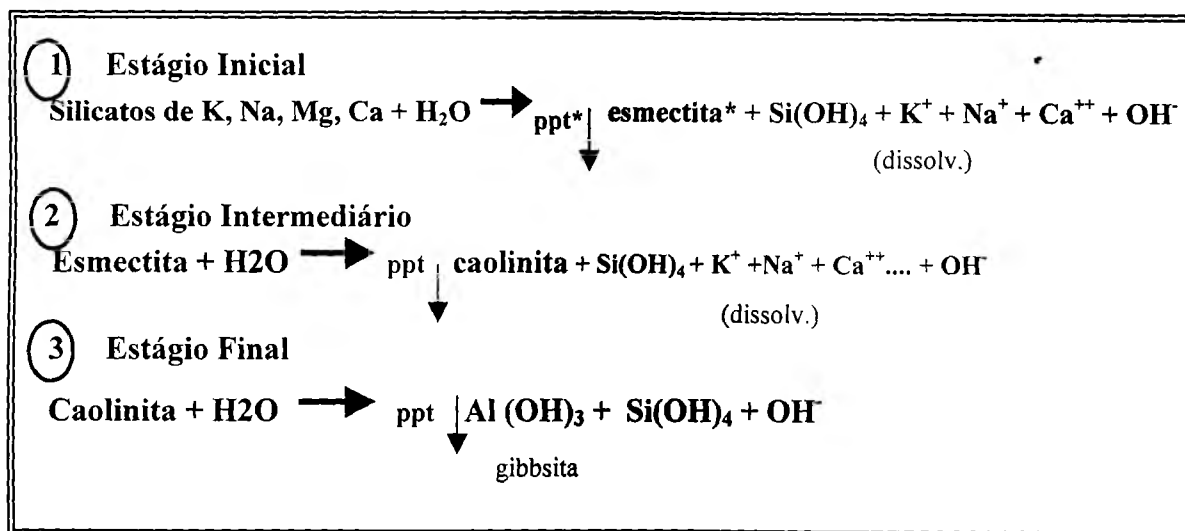 1 Estágio Inicial
Silicatos de K, Na, Mg, Ca + H₂O ppt* esmectita* + Si(OH)₄ + K⁺ + Na⁺ + Ca⁺⁺ + OH⁻
(dissolv.)
2 Estágio Intermediário
Esmectita + H2O ppt caolinita + Si(OH)₄ + K⁺ +Na⁺ + Ca⁺⁺.... + OH⁻
(dissolv.)
3 Estágio Final
Caolinita + H2O ppt Al (OH)₃ + Si(OH)₄ + OH⁻
gibbsita